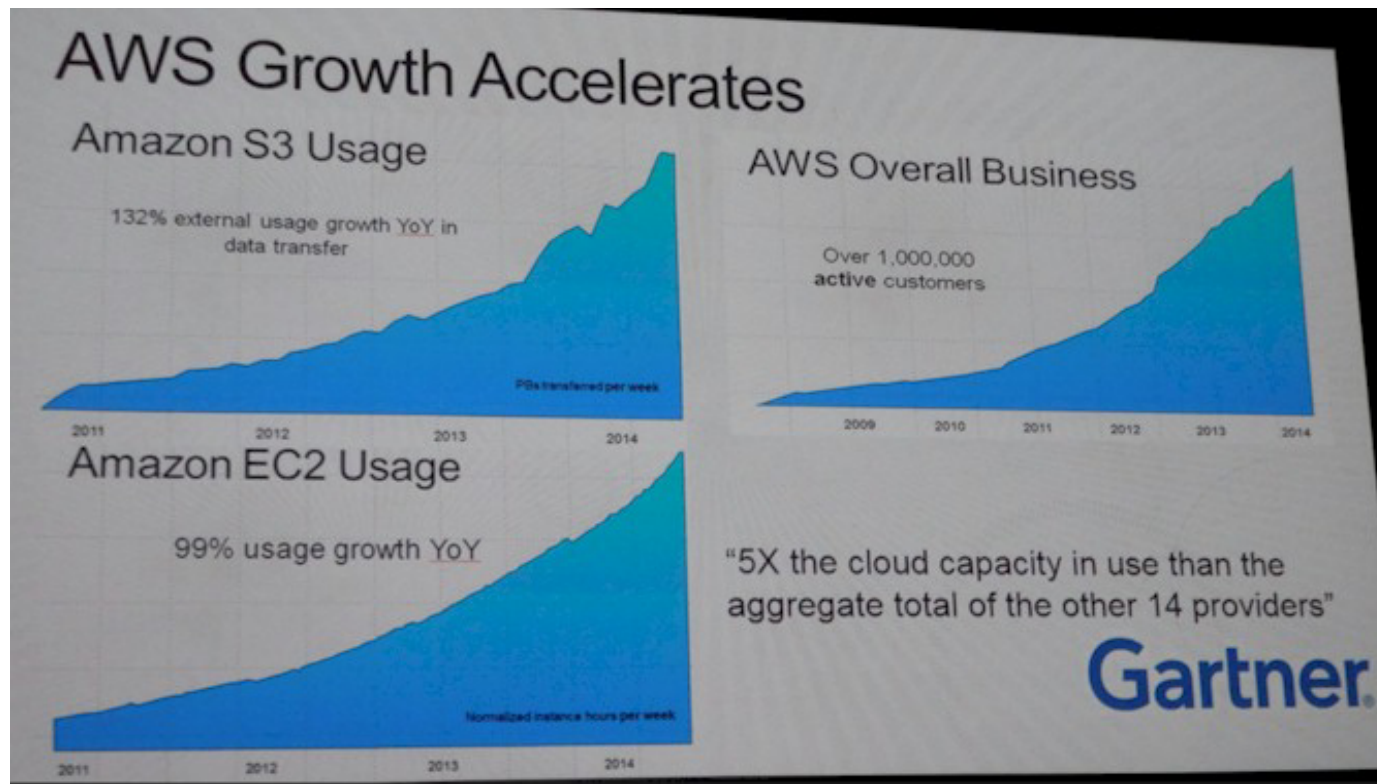 AWS Growth Accelerates
Amazon S3 Usage
132% external usage growth YoY in
data transfer
PBs transferred per week
2011 2012 2013 2014
AWS Overall Business
Over 1,000,000
active customers
2009 2010 2011 2012 2013 2014
Amazon EC2 Usage
99% usage growth YoY
Normalized instance hours per week
2011 2012 2013 2014
“5X the cloud capacity in use than the
aggregate total of the other 14 providers”
Gartner®